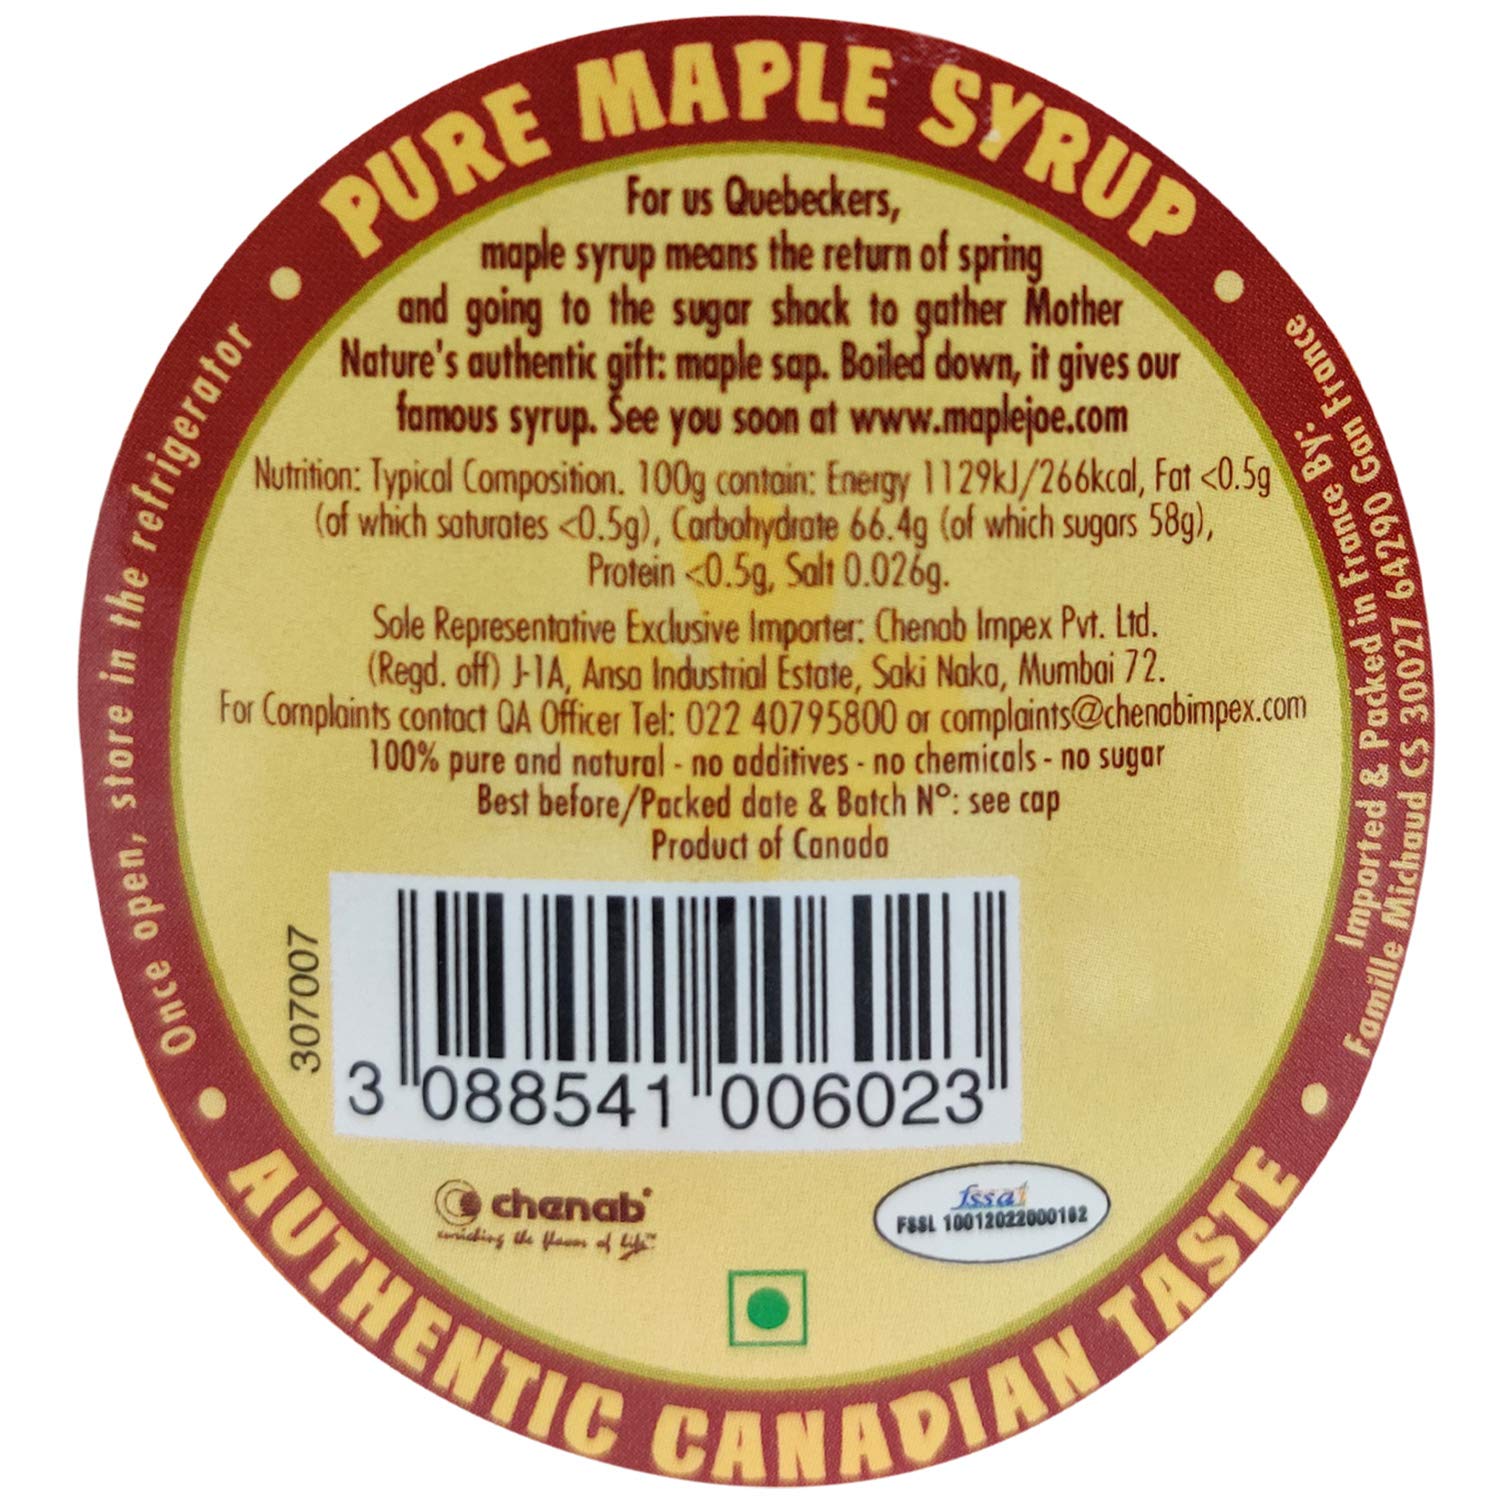 PURE MAPLE SYRUP
For us Quebeckers,
maple syrup means the return of spring
and going to the sugar shack to gather Mother
Nature's authentic gift: maple sap. Boiled down, it gives our
famous syrup. See you soon at www.maplejoe.com
Nutrition: Typical Composition. 100g contain: Energy 1129kJ/266kcal, Fat <0.5g
(of which saturates <0.5g), Carbohydrate 66.4g (of which sugars 58g),
Protein <0.5g, Salt 0.026g.
Sole Representative Exclusive Importer: Chenab Impex Pvt. Ltd.
(Regd. off) J-1A, Ansa Industrial Estate, Saki Naka, Mumbai 72.
For Complaints contact QA Officer Tel: 022 40795800 or complaints@chenabimpex.com
100% pure and natural - no additives - no chemicals - no sugar
Best before/Packed date & Batch N°: see cap
Product of Canada
307007
3 088541 006023
chenab
enriching the flavor of life™
fssai
FSSL 10012022000162
Once open, store in the refrigerator
Imported & Packed in France By:
Famille Michaud CS 30027 64290 Gan France
AUTHENTIC CANADIAN TASTE